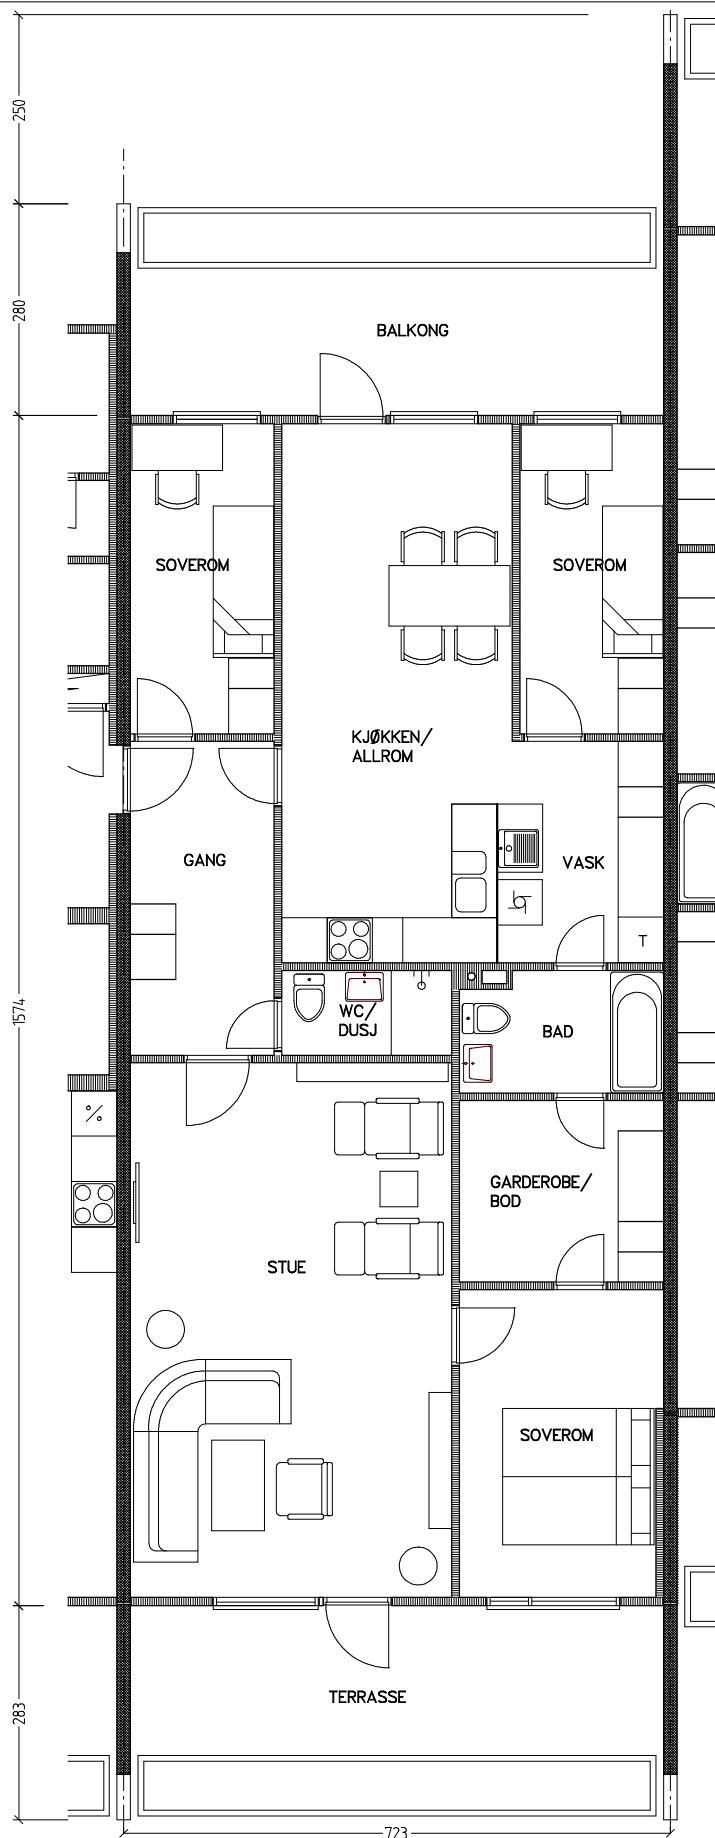 250
280
BALKONG
SOVEROM
SOVEROM
KJØKKEN/
ALLROM
GANG
VASK
T
1574
WC/
DUSJ
BAD
%
GARDEROBE/
BOD
STUE
SOVEROM
TERRASSE
283
723